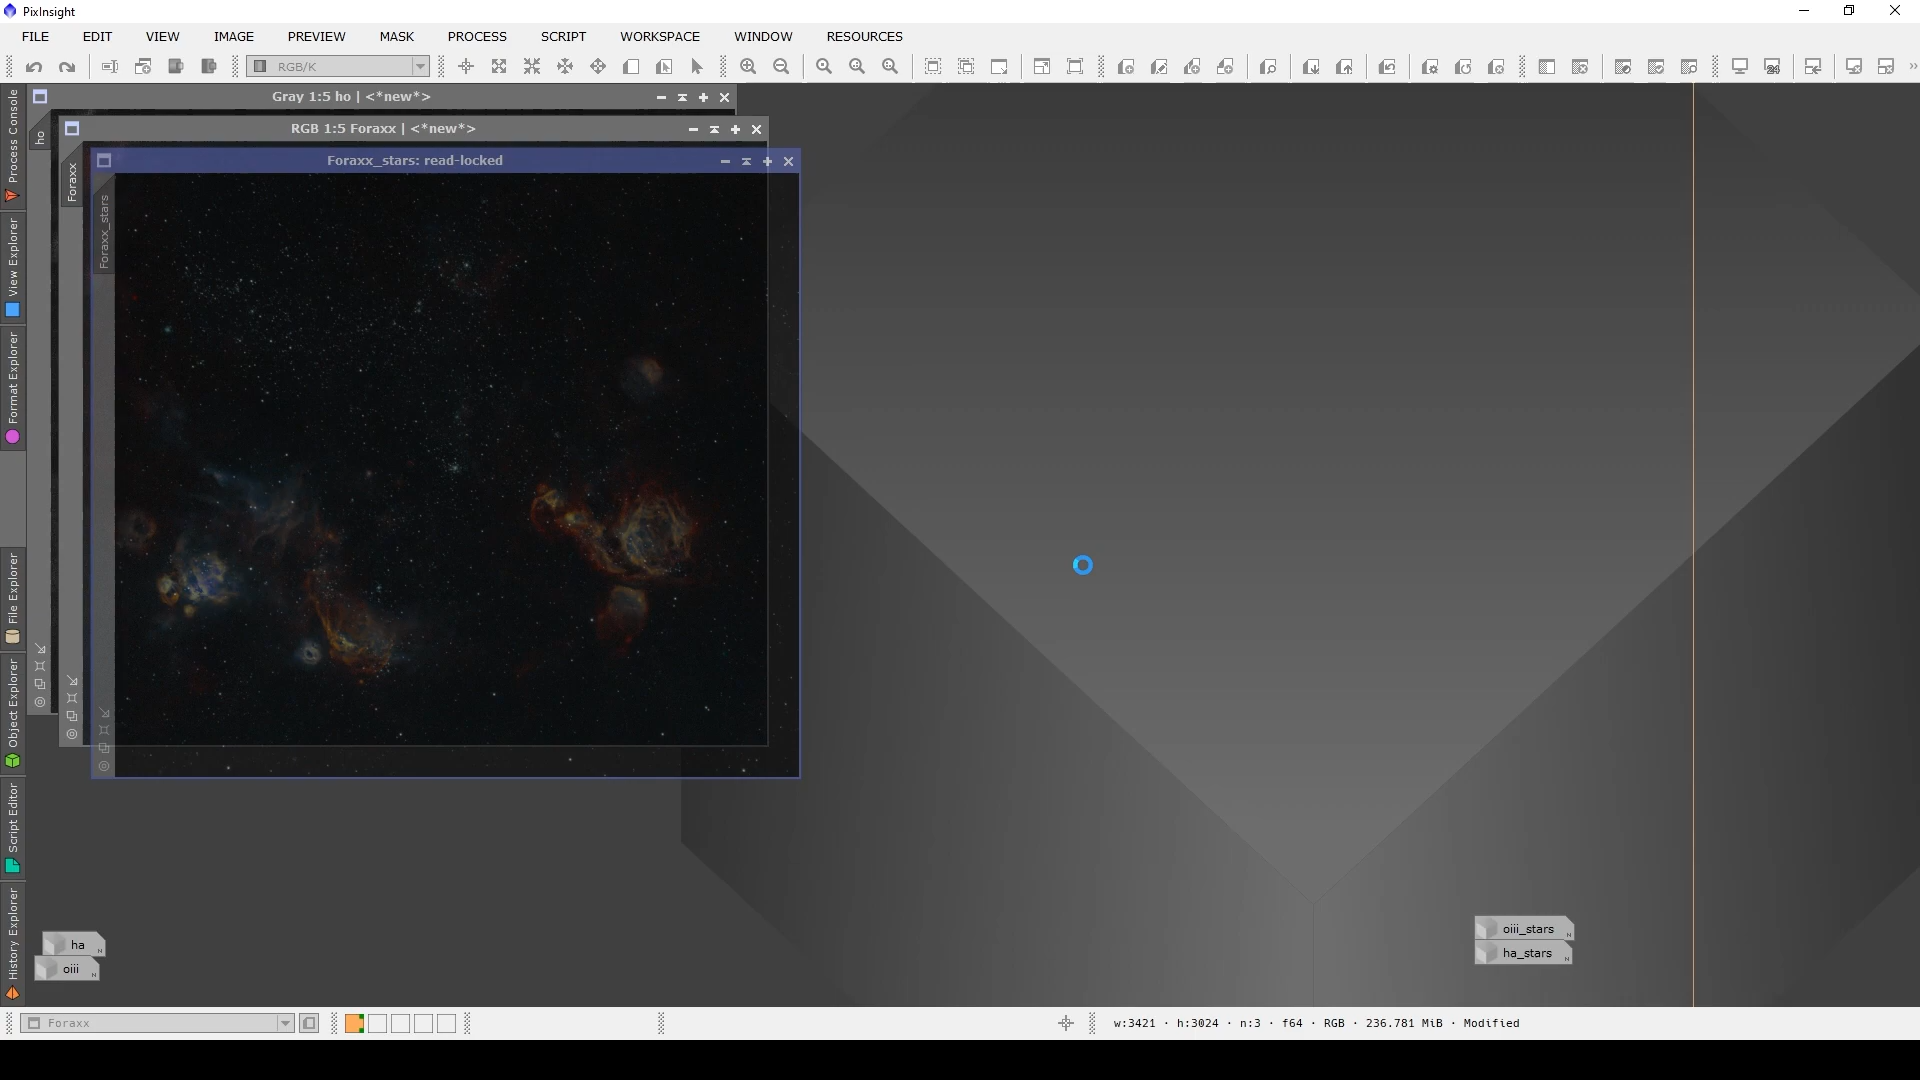 PixInsight
FILE EDIT VIEW IMAGE PREVIEW MASK PROCESS SCRIPT WORKSPACE WINDOW RESOURCES
RGB/K
24
Process Console
View Explorer
Format Explorer
File Explorer
Object Explorer
Script Editor
History Explorer
Gray 1:5 ho | <*new*>
ho
RGB 1:5 Foraxx | <*new*>
Foraxx
Foraxx_stars: read-locked
Foraxx_stars
ha
N
oiii
N
oiii_stars
N
ha_stars
N
Foraxx
w:3421 · h:3024 · n:3 · f64 · RGB · 236.781 MiB · Modified